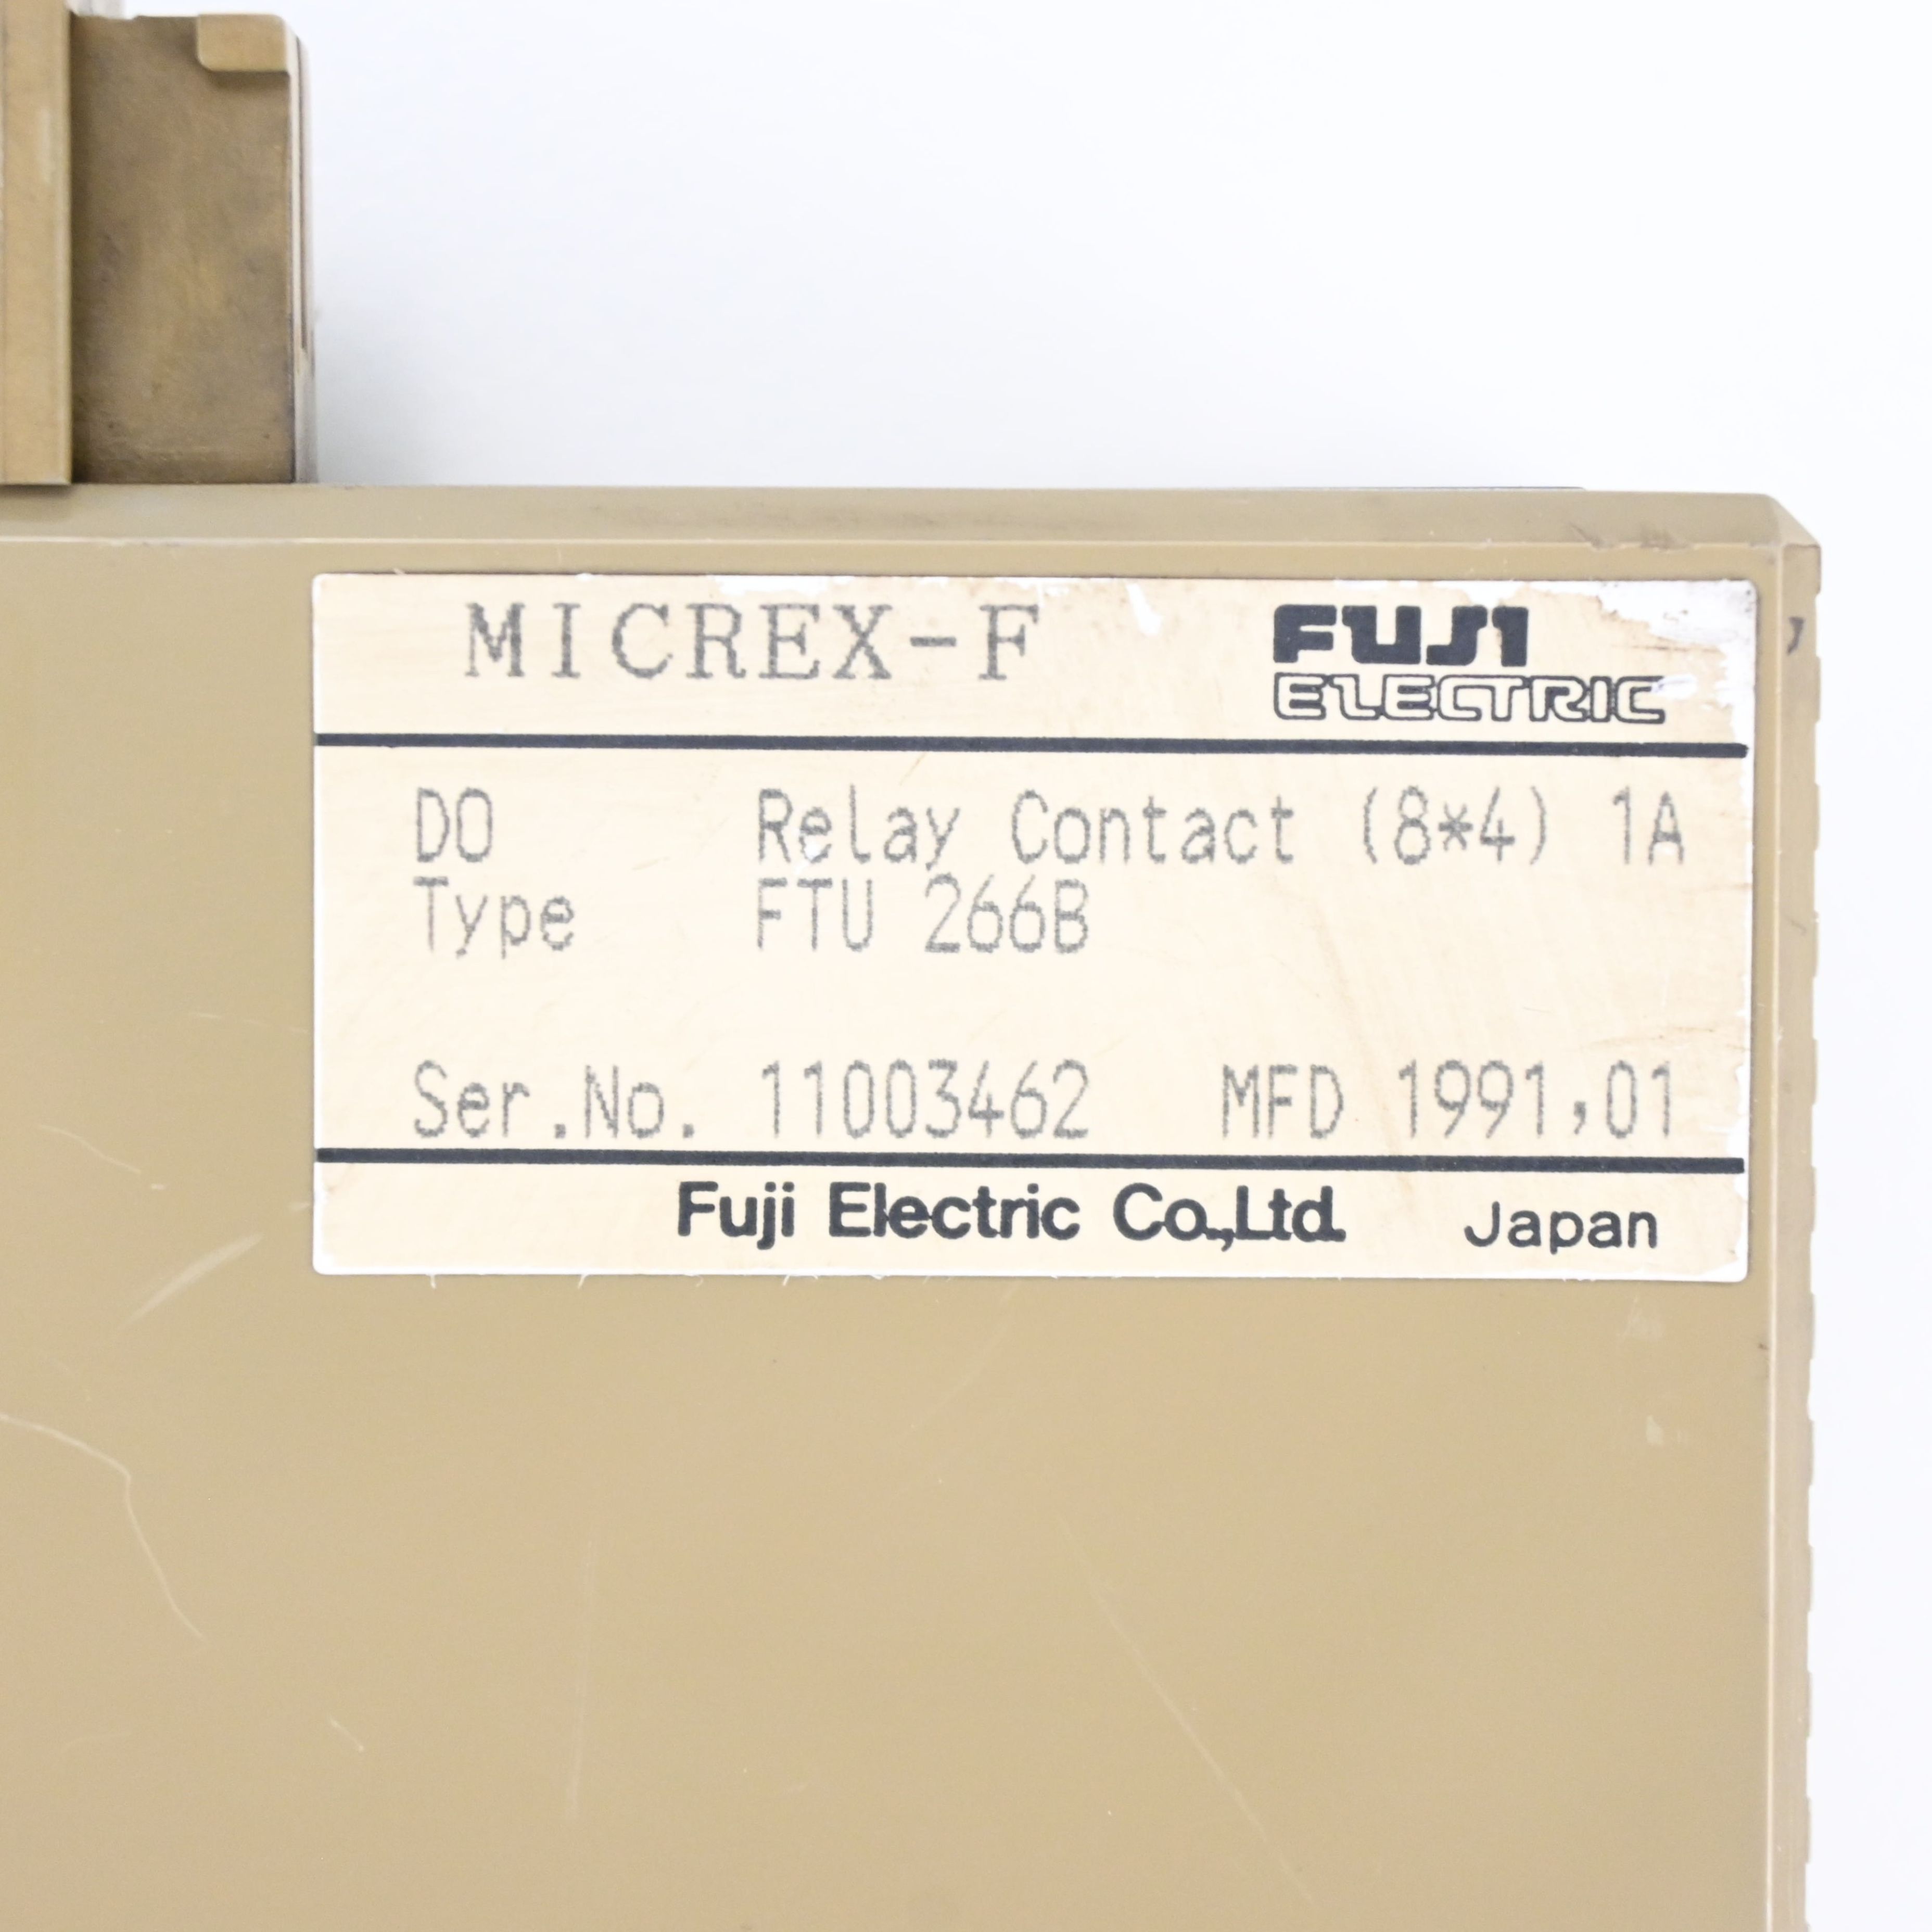 MICREX-F FUJI
ELECTRIC
DO Relay Contact (8*4) 1A
Type FTU 266B
Ser.No. 11003462 MFD 1991,01
Fuji Electric Co.,Ltd. Japan